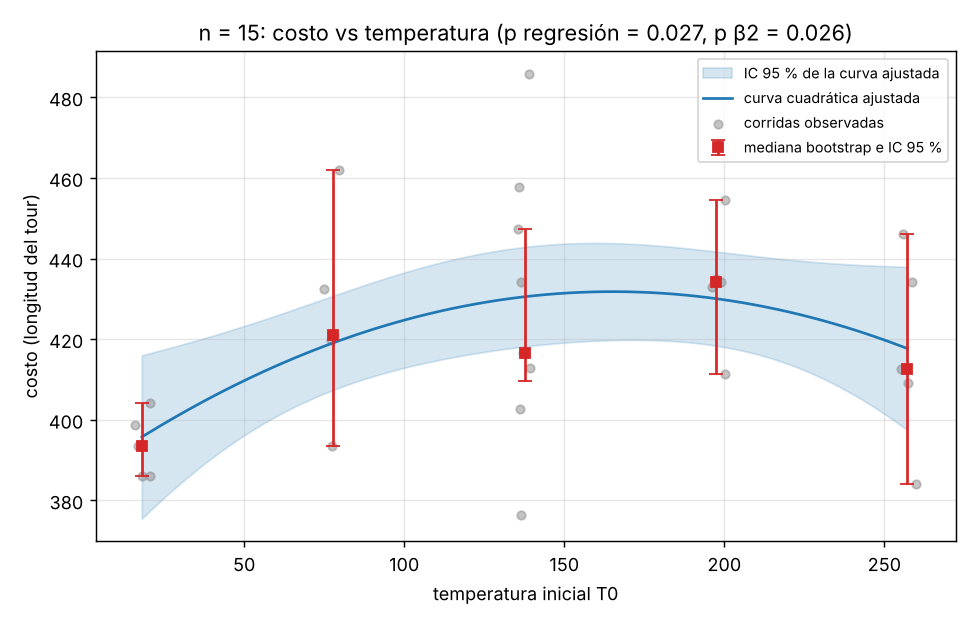 n = 15: costo vs temperatura (p regresión = 0.027, p β2 = 0.026)
IC 95 % de la curva ajustada
curva cuadrática ajustada
corridas observadas
mediana bootstrap e IC 95 %
costo (longitud del tour)
480
460
440
420
400
380
50
100
150
200
250
temperatura inicial T0